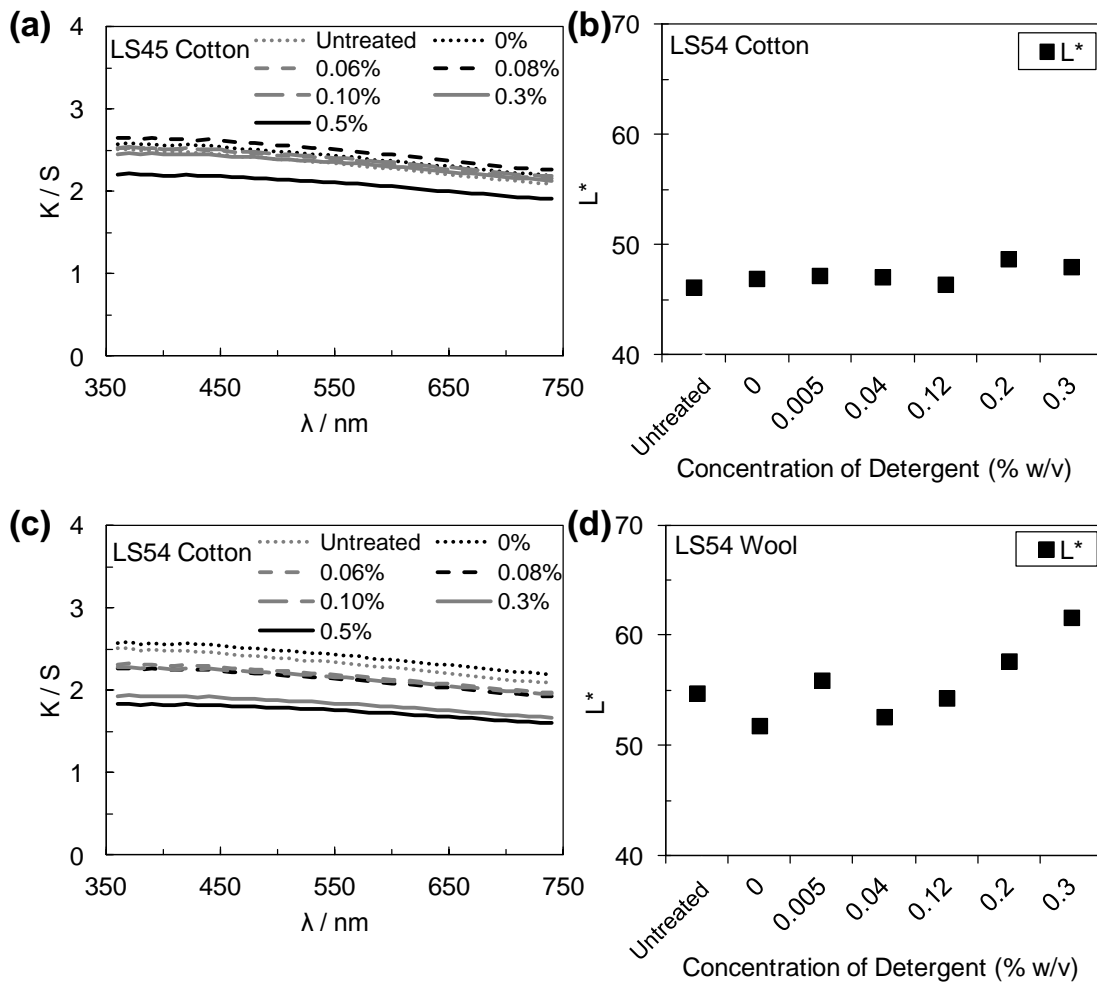 (a)
LS45 Cotton
Untreated
0%
0.06%
0.08%
0.10%
0.3%
0.5%
4
3
2
1
0
K / S
350
450
550
650
750
λ / nm
(b)
LS54 Cotton
L*
70
60
50
40
L*
Untreated
0
0.005
0.04
0.12
0.2
0.3
Concentration of Detergent (% w/v)
(c)
LS54 Cotton
Untreated
0%
0.06%
0.08%
0.10%
0.3%
0.5%
4
3
2
1
0
K / S
350
450
550
650
750
λ / nm
(d)
LS54 Wool
L*
70
60
50
40
L*
Untreated
0
0.005
0.04
0.12
0.2
0.3
Concentration of Detergent (% w/v)